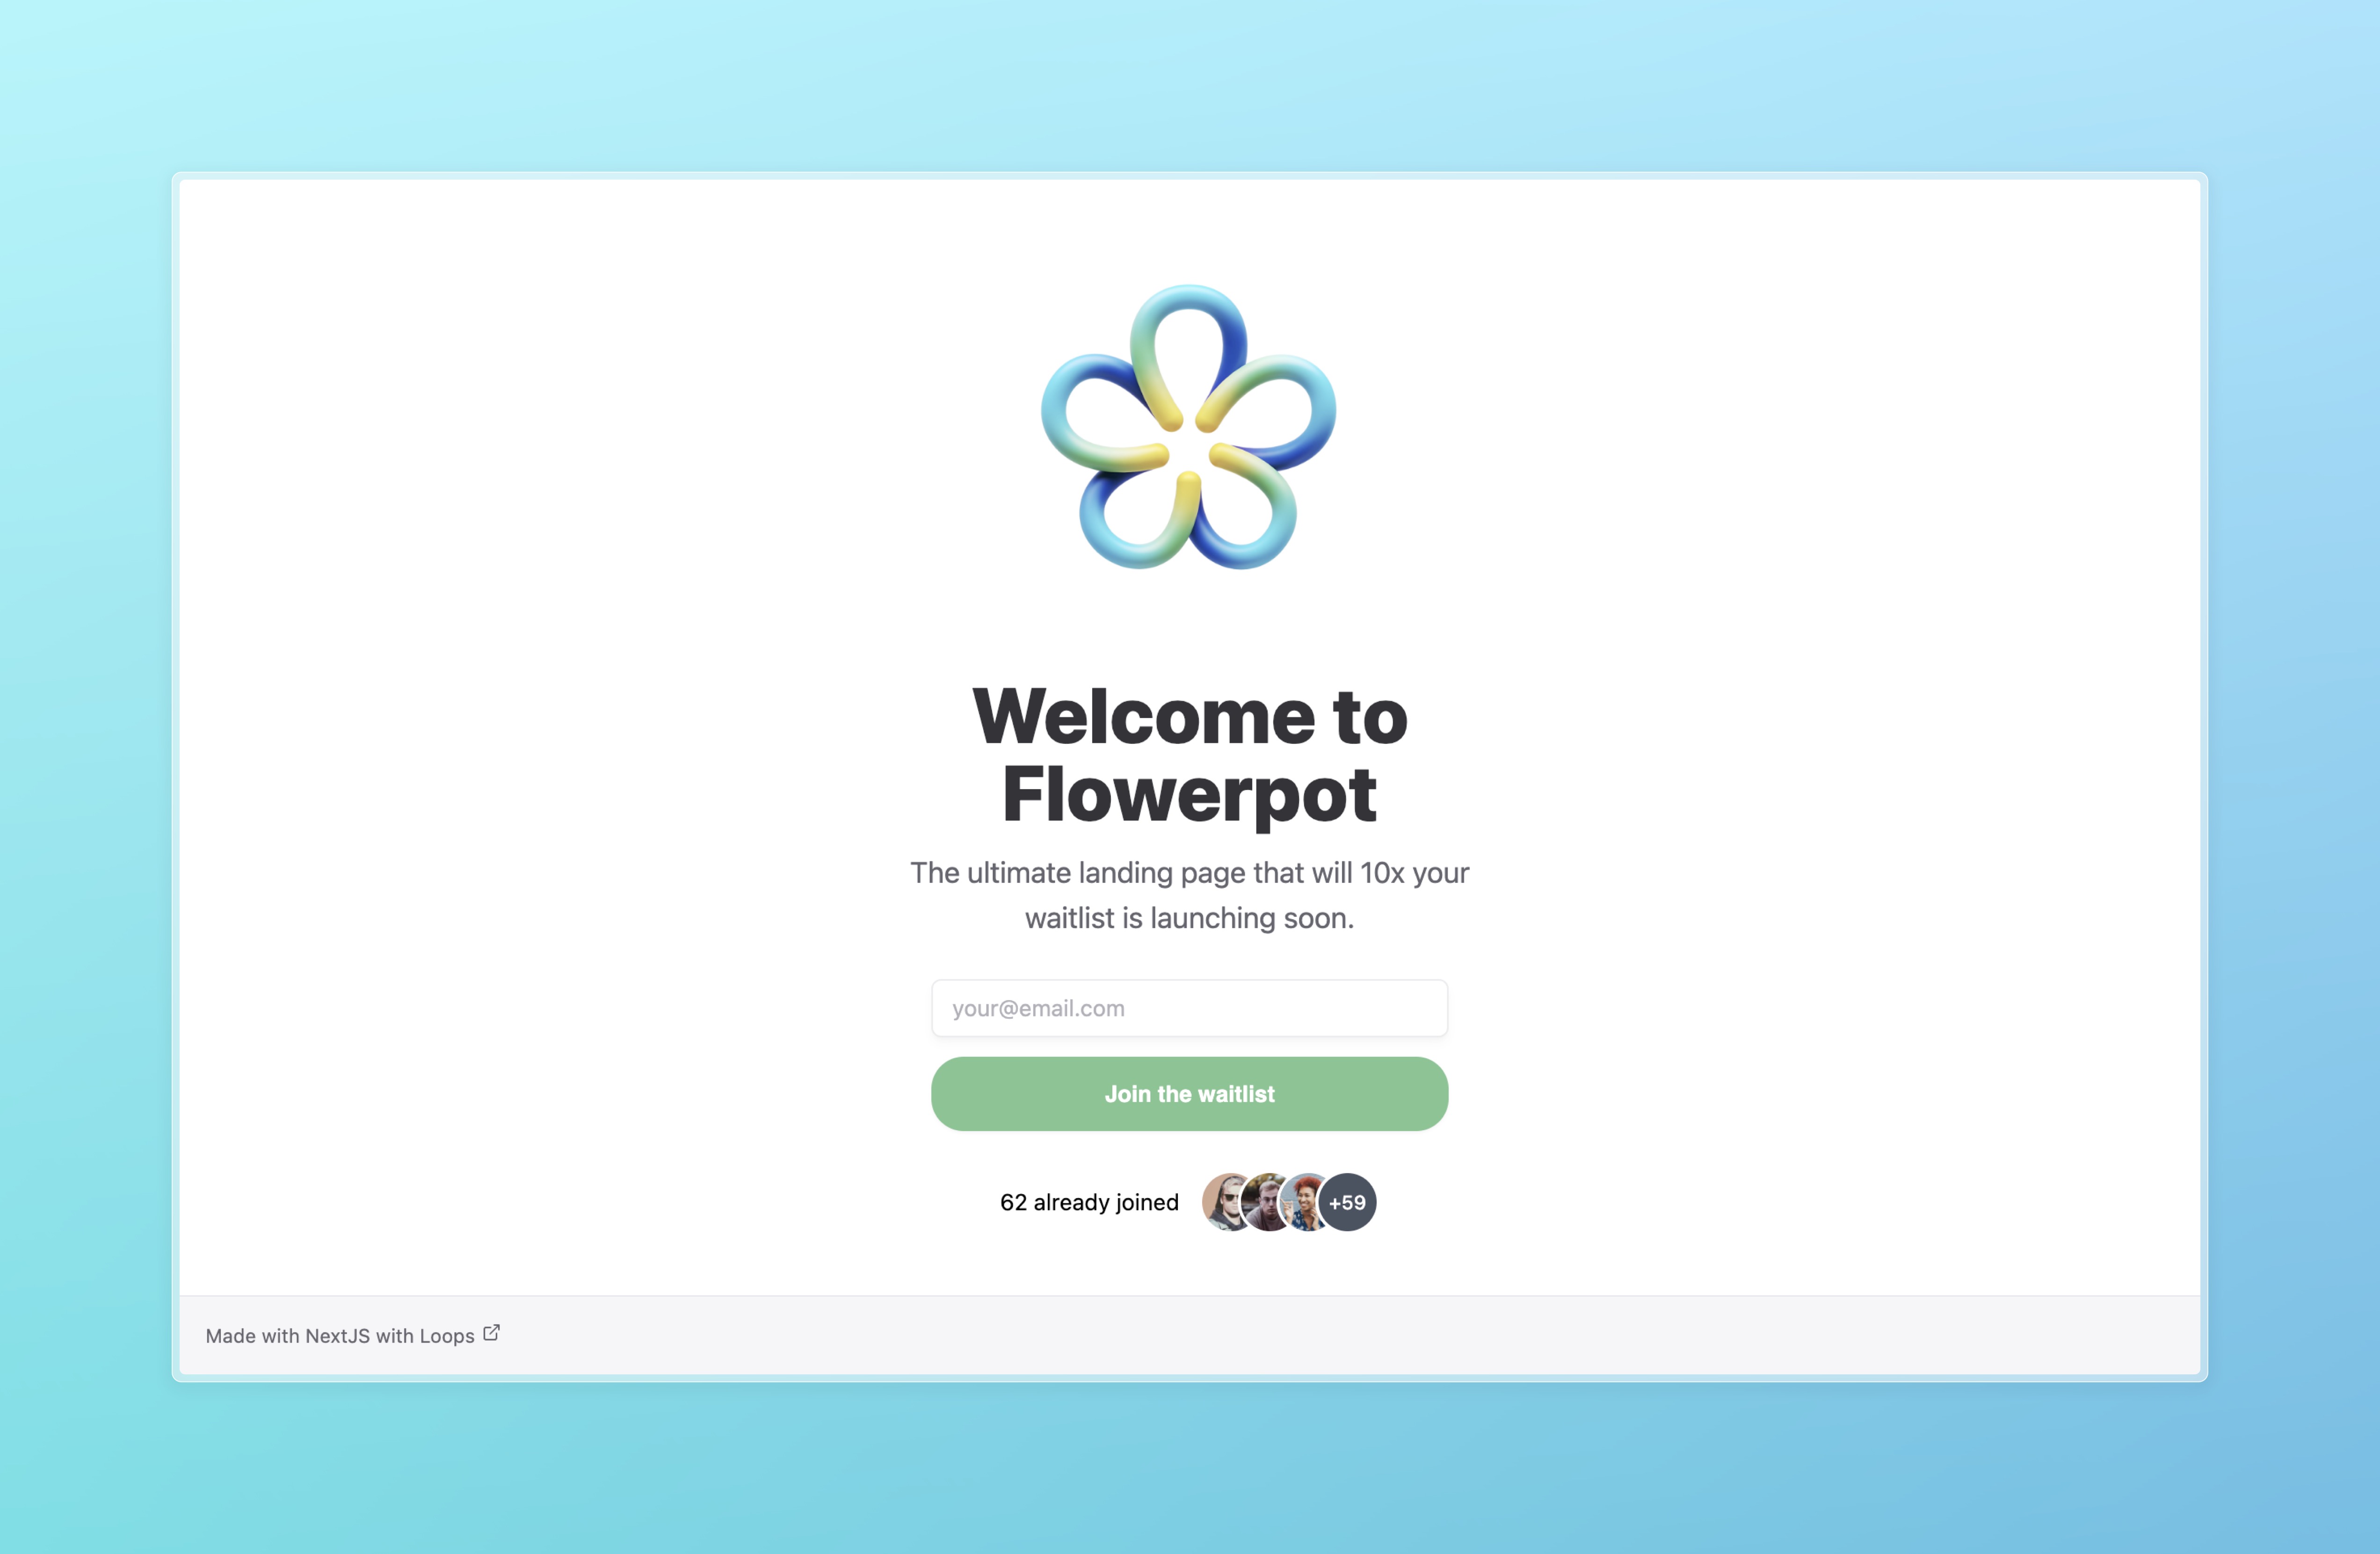 Welcome to
Flowerpot
The ultimate landing page that will 10x your
waitlist is launching soon.
your@email.com
Join the waitlist
62 already joined
+59
Made with NextJS with Loops